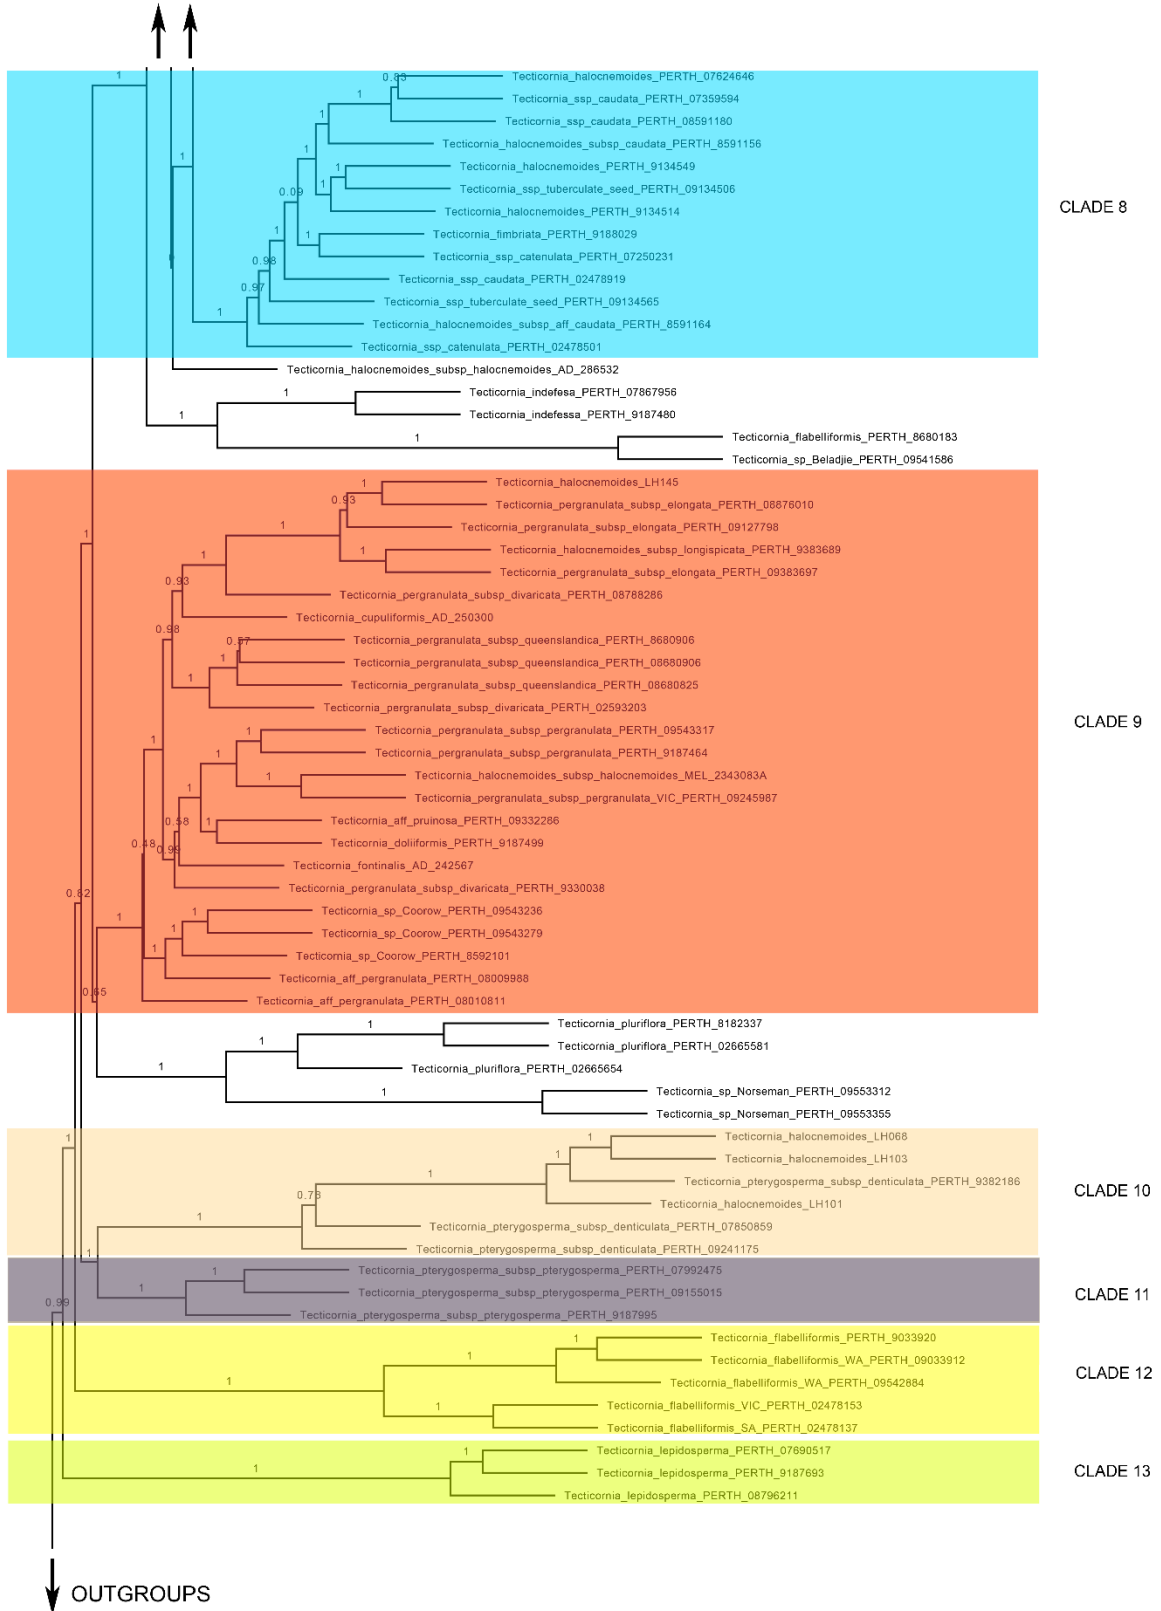 1
0.83
Tecticornia_halocnemoides_PERTH_07624646
1
Tecticornia_ssp_caudata_PERTH_07359594
1
Tecticornia_ssp_caudata_PERTH_08591180
1
Tecticornia_halocnemoides_subsp_caudata_PERTH_8591156
1
1
1
Tecticornia_halocnemoides_PERTH_9134549
1
Tecticornia_ssp_tuberculate_seed_PERTH_09134506
0.09
Tecticornia_halocnemoides_PERTH_9134514
CLADE 8
1
1
Tecticornia_fimbriata_PERTH_9188029
Tecticornia_ssp_catenulata_PERTH_07250231
0.98
Tecticornia_ssp_caudata_PERTH_02478919
0.97
Tecticornia_ssp_tuberculate_seed_PERTH_09134565
1
Tecticornia_halocnemoides_subsp_aff_caudata_PERTH_8591164
Tecticornia_ssp_catenulata_PERTH_02478501
Tecticornia_halocnemoides_subsp_halocnemoides_AD_286532
1
Tecticornia_indefesa_PERTH_07867956
1
Tecticornia_indefessa_PERTH_9187480
1
Tecticornia_flabelliformis_PERTH_8680183
Tecticornia_sp_Beladjie_PERTH_09541586
1
Tecticornia_halocnemoides_LH145
0.93
Tecticornia_pergranulata_subsp_elongata_PERTH_08876010
1
1
Tecticornia_pergranulata_subsp_elongata_PERTH_09127798
1
1
Tecticornia_halocnemoides_subsp_longispicata_PERTH_9383689
Tecticornia_pergranulata_subsp_elongata_PERTH_09383697
0.93
Tecticornia_pergranulata_subsp_divaricata_PERTH_08788286
Tecticornia_cupuliformis_AD_250300
0.98
0.57
Tecticornia_pergranulata_subsp_queenslandica_PERTH_8680906
1
Tecticornia_pergranulata_subsp_queenslandica_PERTH_08680906
1
Tecticornia_pergranulata_subsp_queenslandica_PERTH_08680825
Tecticornia_pergranulata_subsp_divaricata_PERTH_02593203
CLADE 9
1
1
Tecticornia_pergranulata_subsp_pergranulata_PERTH_09543317
1
1
Tecticornia_pergranulata_subsp_pergranulata_PERTH_9187464
1
Tecticornia_halocnemoides_subsp_halocnemoides_MEL_2343083A
1
Tecticornia_pergranulata_subsp_pergranulata_VIC_PERTH_09245987
0.58
1
Tecticornia_aff_pruinosa_PERTH_09332286
0.48
Tecticornia_doliiformis_PERTH_9187499
Tecticornia_fontinalis_AD_242567
Tecticornia_pergranulata_subsp_divaricata_PERTH_9330038
0.82
1
1
Tecticornia_sp_Coorow_PERTH_09543236
1
Tecticornia_sp_Coorow_PERTH_09543279
1
Tecticornia_sp_Coorow_PERTH_8592101
Tecticornia_aff_pergranulata_PERTH_08009988
0.65
Tecticornia_aff_pergranulata_PERTH_08010811
1
Tecticornia_pluriflora_PERTH_8182337
1
Tecticornia_pluriflora_PERTH_02665581
1
Tecticornia_pluriflora_PERTH_02665654
1
Tecticornia_sp_Norseman_PERTH_09553312
Tecticornia_sp_Norseman_PERTH_09553355
1
1
Tecticornia_halocnemoides_LH068
1
Tecticornia_halocnemoides_LH103
1
Tecticornia_pterygosperma_subsp_denticulata_PERTH_9382186
CLADE 10
0.73
Tecticornia_halocnemoides_LH101
1
Tecticornia_pterygosperma_subsp_denticulata_PERTH_07850859
Tecticornia_pterygosperma_subsp_denticulata_PERTH_09241175
1
1
Tecticornia_pterygosperma_subsp_pterygosperma_PERTH_07992475
1
Tecticornia_pterygosperma_subsp_pterygosperma_PERTH_09155015
CLADE 11
0.99
Tecticornia_pterygosperma_subsp_pterygosperma_PERTH_9187995
1
Tecticornia_flabelliformis_PERTH_9033920
1
Tecticornia_flabelliformis_WA_PERTH_09033912
CLADE 12
1
Tecticornia_flabelliformis_WA_PERTH_09542884
1
Tecticornia_flabelliformis_VIC_PERTH_02478153
Tecticornia_flabelliformis_SA_PERTH_02478137
1
Tecticornia_lepidosperma_PERTH_07690517
1
Tecticornia_lepidosperma_PERTH_9187693
CLADE 13
Tecticornia_lepidosperma_PERTH_08796211
OUTGROUPS